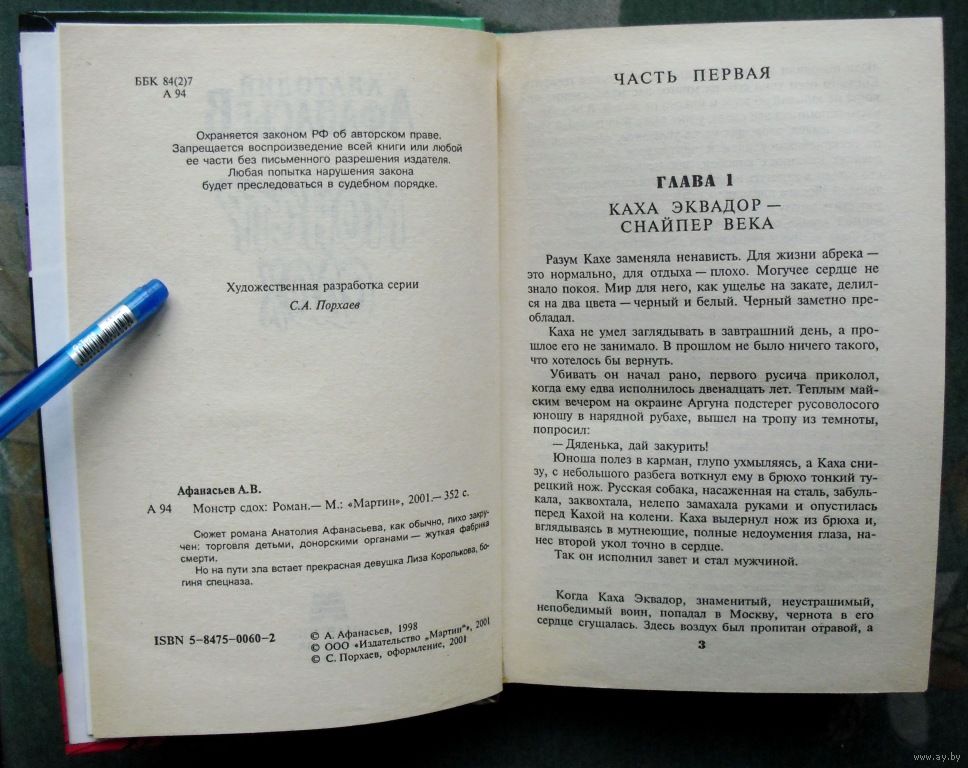 ББК 84(2)7
А 94
Охраняется законом РФ об авторском праве.
Запрещается воспроизведение всей книги или любой
ее части без письменного разрешения издателя.
Любая попытка нарушения закона
будет преследоваться в судебном порядке.
Художественная разработка серии
С.А. Порхаев
Афанасьев А.В.
А 94 Монстр сдох: Роман.— М.: «Мартин», 2001.— 352 с.
Сюжет романа Анатолия Афанасьева, как обычно, лихо закру-
чен: торговля детьми, донорскими органами — жуткая фабрика
смерти.
Но на пути зла встает прекрасная девушка Лиза Королькова, бо-
гиня спецназа.
ISBN 5–8475–0060–2
© А. Афанасьев, 1998
© ООО «Издательство „Мартин"», 2001
© С. Порхаев, оформление, 2001
ЧАСТЬ ПЕРВАЯ
ГЛАВА 1
КАХА ЭКВАДОР —
СНАЙПЕР ВЕКА
Разум Кахе заменяла ненависть. Для жизни абрека —
это нормально, для отдыха — плохо. Могучее сердце не
знало покоя. Мир для него, как ущелье на закате, делил-
ся на два цвета — черный и белый. Черный заметно пре-
обладал.
Каха не умел заглядывать в завтрашний день, а про-
шлое его не занимало. В прошлом не было ничего такого,
что хотелось бы вернуть.
Убивать он начал рано, первого русича приколол,
когда ему едва исполнилось двенадцать лет. Теплым май-
ским вечером на окраине Аргуна подстерег русоволосого
юношу в нарядной рубахе, вышел на тропу из темноты,
попросил:
— Дяденька, дай закурить!
Юноша полез в карман, глупо ухмыляясь, а Каха сни-
зу, с небольшого разбега воткнул ему в брюхо тонкий ту-
рецкий нож. Русская собака, насаженная на сталь, забуль-
кала, заквохтала, нелепо замахала руками и опустилась
перед Кахой на колени. Каха выдернул нож из брюха и,
вглядываясь в мутнеющие, полные недоумения глаза, на-
нес второй укол точно в сердце.
Так он исполнил завет и стал мужчиной.
Когда Каха Эквадор, знаменитый, неустрашимый,
непобедимый воин, попадал в Москву, чернота в его
сердце сгущалась. Здесь воздух был пропитан отравой, а
3
www.ay.by